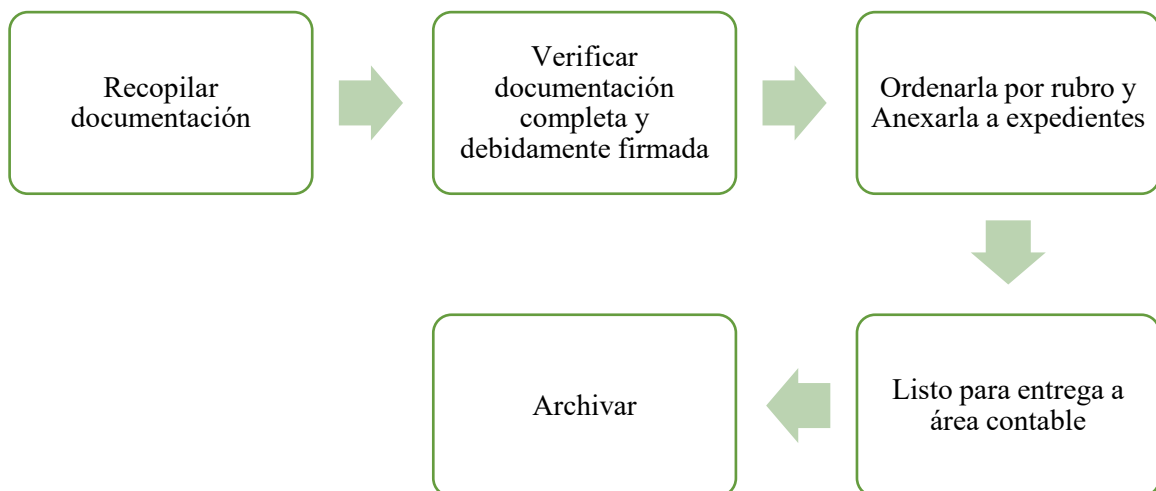 Recopilar
documentación
Verificar
documentación
completa y
debidamente firmada
Ordenarla por rubro y
Anexarla a expedientes
Listo para entrega a
área contable
Archivar